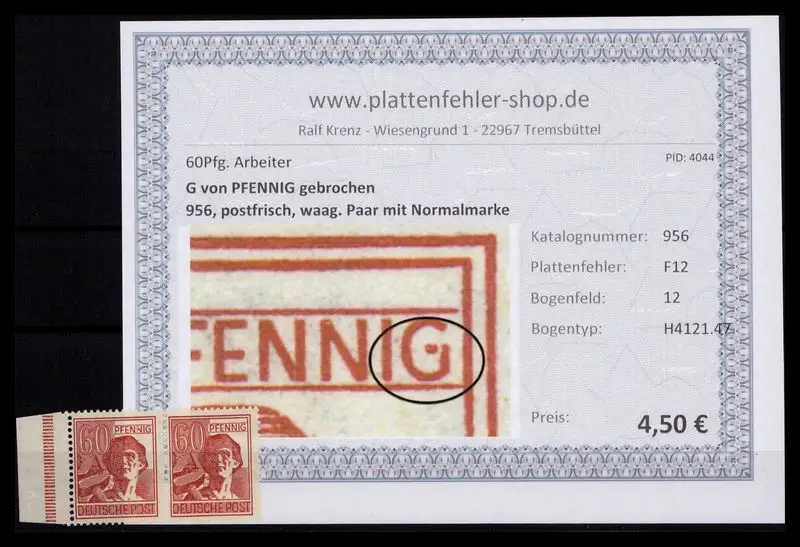 www.plattenfehler-shop.de
Ralf Krenz - Wiesengrund 1 - 22967 Tremsbüttel
60Pfg. Arbeiter
PID: 4044
G von PFENNIG gebrochen
956, postfrisch, waag. Paar mit Normalmarke
Katalognummer: 956
Plattenfehler: F12
Bogenfeld: 12
Bogentyp: H4121.47
Preis: 4,50 €
FENNIG
60 PFENNIG
DEUTSCHE POST
60 PFENNIG
DEUTSCHE POST